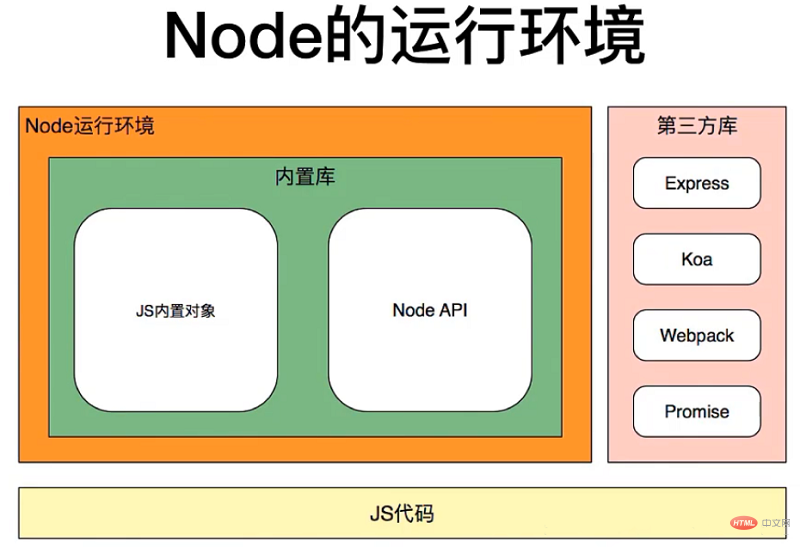 Node的运行环境
Node运行环境
内置库
JS内置对象
Node API
第三方库
Express
Koa
Webpack
Promise
JS代码
HTML 中文网